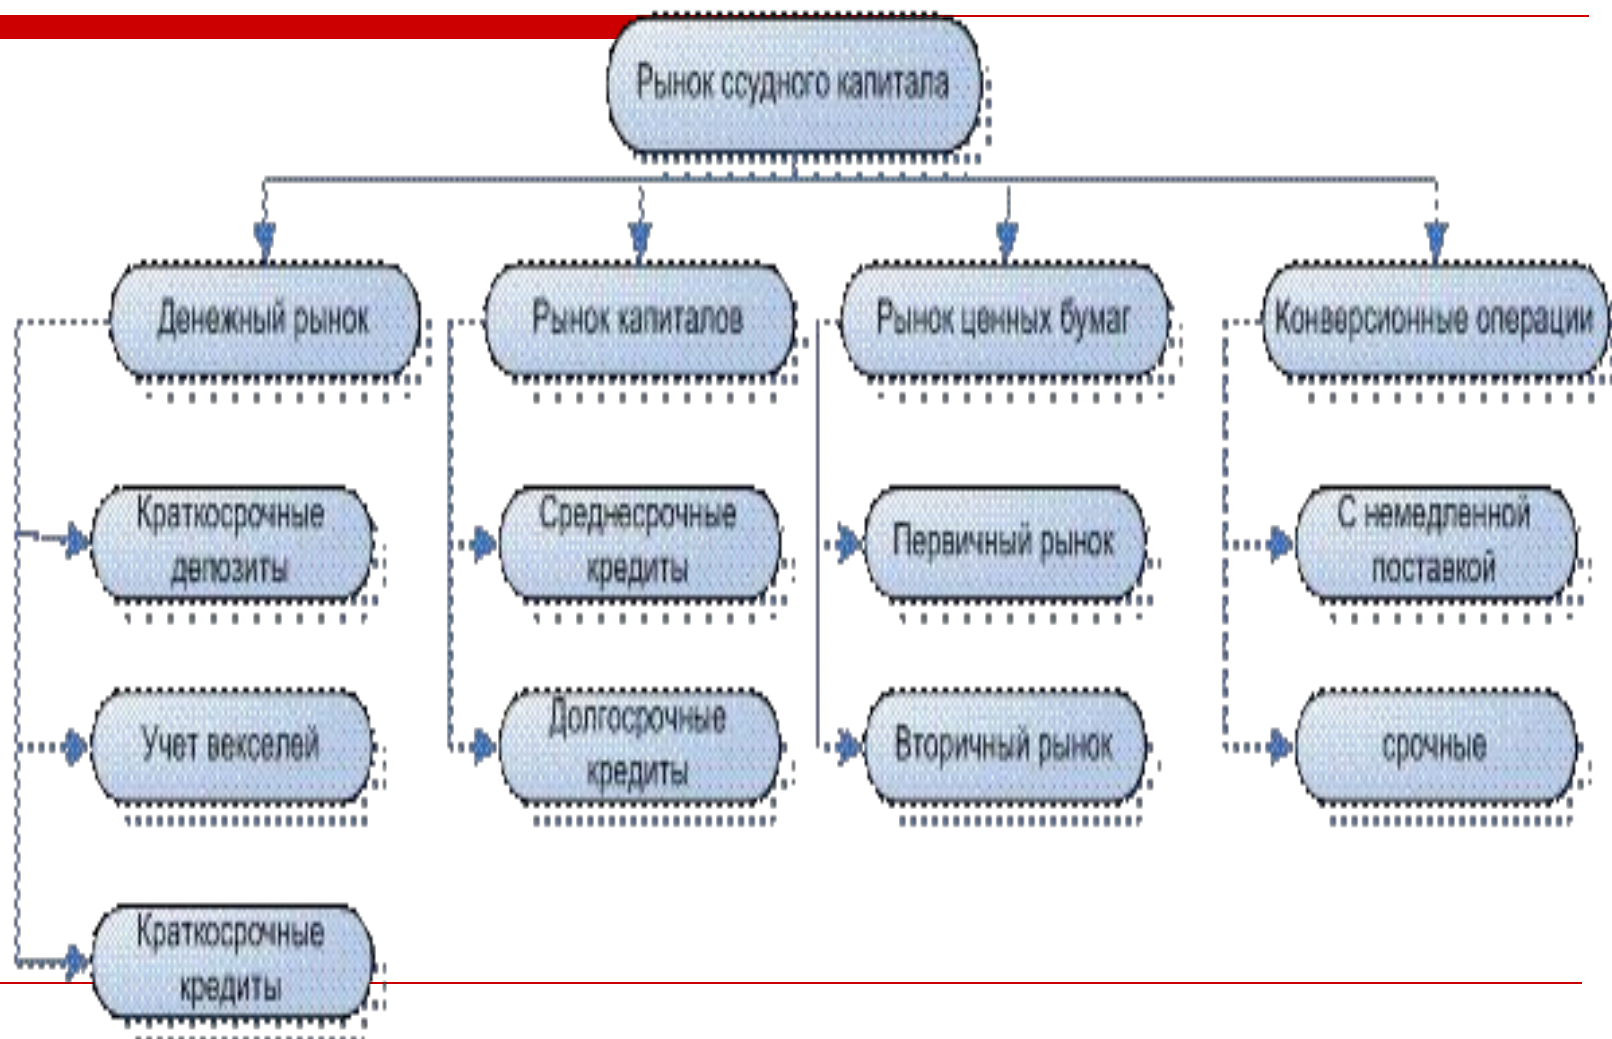 Рынок ссудного капитала
Денежный рынок
Рынок капиталов
Рынок ценных бумаг
Конверсионные операции
Краткосрочные
депозиты
Среднесрочные
кредиты
Первичный рынок
С немедленной
поставкой
Учет векселей
Долгосрочные
кредиты
Вторичный рынок
срочные
Краткосрочные
кредиты